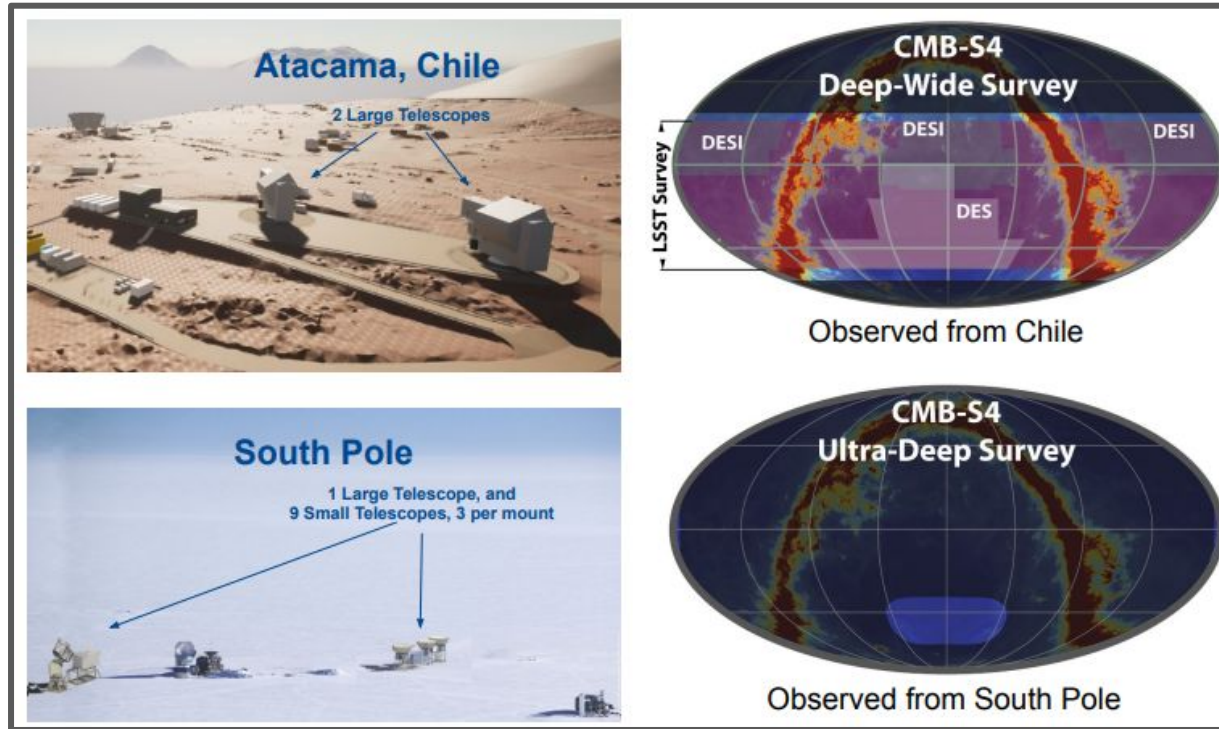 Atacama, Chile
2 Large Telescopes
CMB-S4
Deep-Wide Survey
DESI
DESI
DESI
DES
LSST Survey
Observed from Chile
South Pole
1 Large Telescope, and
9 Small Telescopes, 3 per mount
CMB-S4
Ultra-Deep Survey
Observed from South Pole